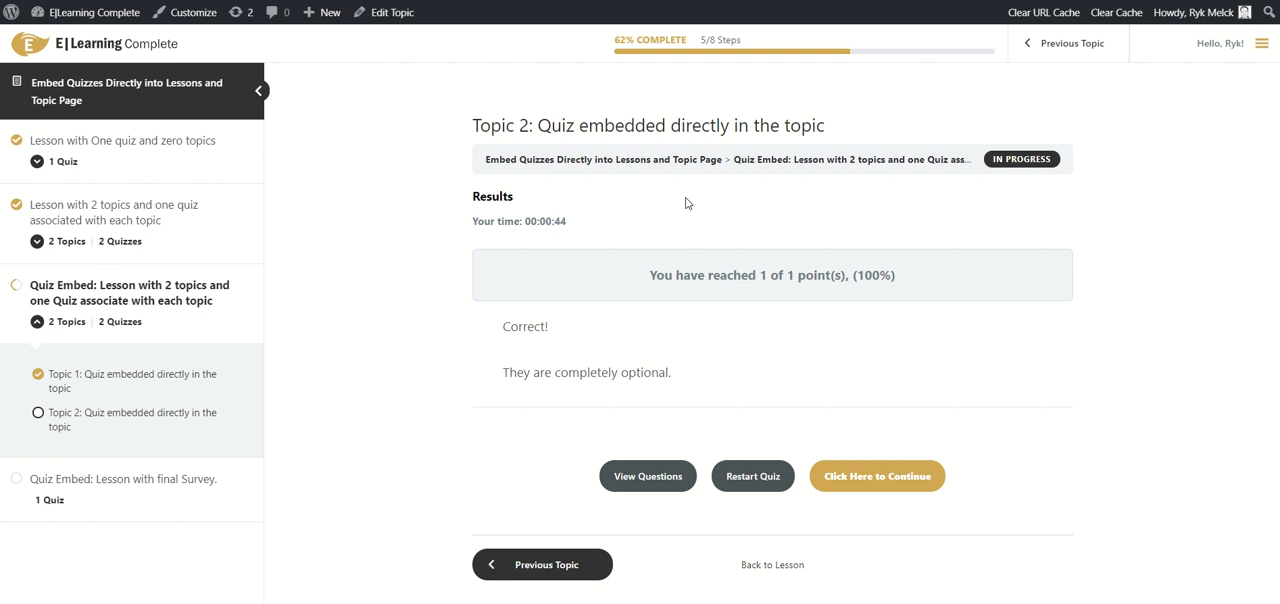 E|Learning Complete
Customize
2
0
New
Edit Topic
Clear URL Cache
Clear Cache
Howdy, Ryk Melck
E|Learning Complete
62% COMPLETE
5/8 Steps
Previous Topic
Hello, Ryk!
Embed Quizzes Directly into Lessons and
Topic Page
Lesson with One quiz and zero topics
1 Quiz
Lesson with 2 topics and one quiz
associated with each topic
2 Topics | 2 Quizzes
Quiz Embed: Lesson with 2 topics and
one Quiz associate with each topic
2 Topics | 2 Quizzes
Topic 1: Quiz embedded directly in the
topic
Topic 2: Quiz embedded directly in the
topic
Quiz Embed: Lesson with final Survey.
1 Quiz
Topic 2: Quiz embedded directly in the topic
Embed Quizzes Directly into Lessons and Topic Page > Quiz Embed: Lesson with 2 topics and one Quiz ass...
IN PROGRESS
Results
Your time: 00:00:44
You have reached 1 of 1 point(s), (100%)
Correct!
They are completely optional.
View Questions
Restart Quiz
Click Here to Continue
Previous Topic
Back to Lesson